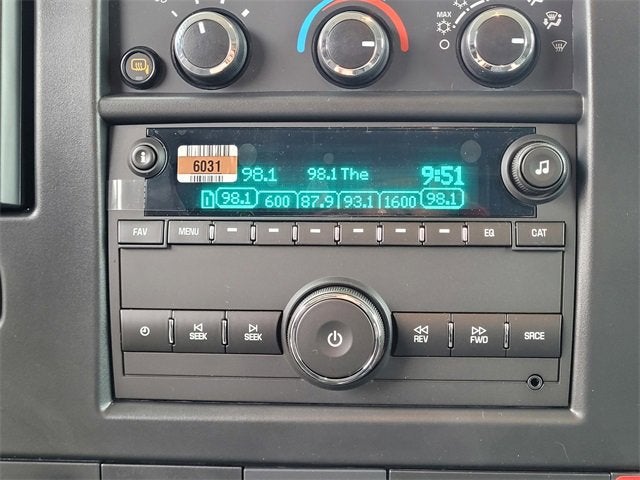 MAX
6031
98.1 98.1 The 9:51
1 98.1 600 87.9 93.1 1600 98.1
FAV MENU EQ CAT
SEEK SEEK REV FWD SRCE